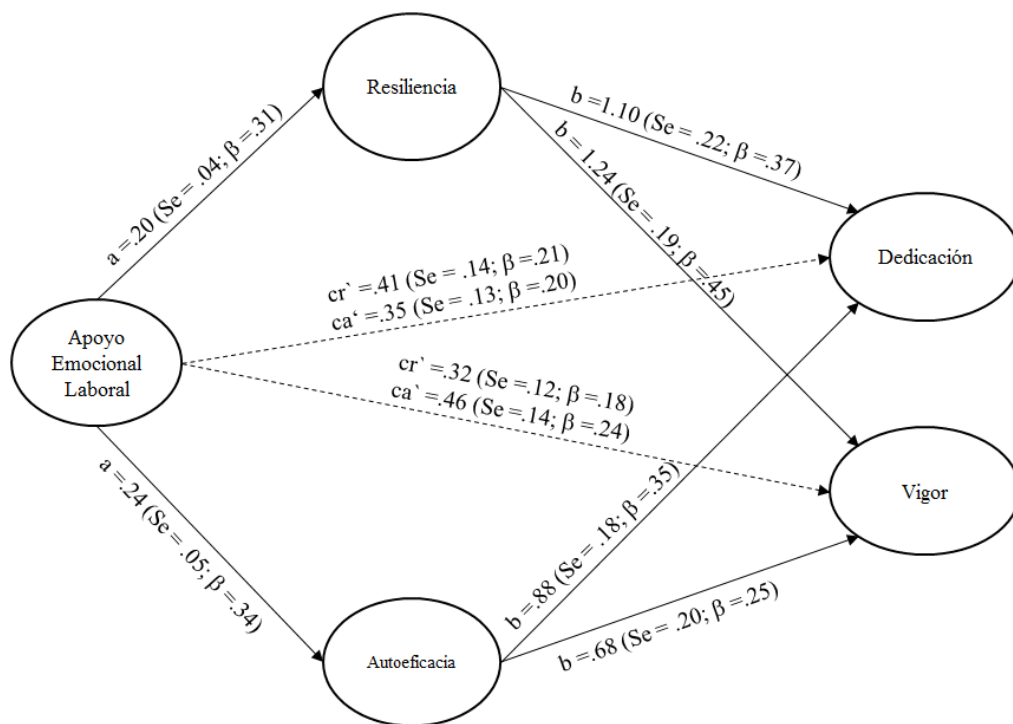 Resiliencia
a =.20 (Se = .04; β =.31)
b =1.10 (Se = .22; β =.37)
b =1.24 (Se = .19; β =.45)
Dedicación
cr` =.41 (Se = .14; β =.21)
ca‘ =.35 (Se = .13; β =.20)
Apoyo
Emocional
Laboral
cr` =.32 (Se =.12; β =.18)
ca` =.46 (Se =.14; β =.24)
Vigor
a =.24 (Se =.05; β =.34)
b =.88 (Se = .18; β =.35)
b =.68 (Se = .20; β =.25)
Autoeficacia